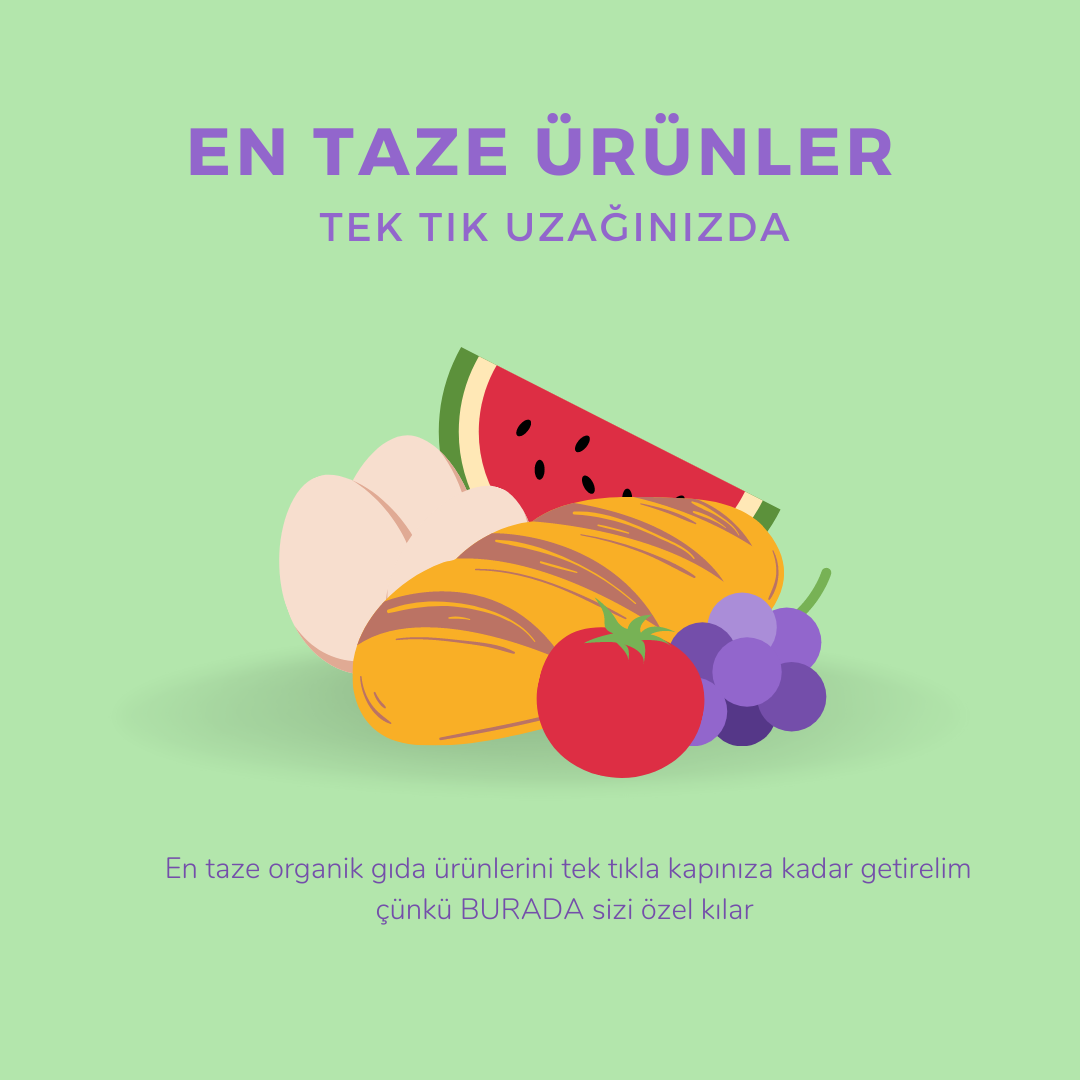 EN TAZE ÜRÜNLER
TEK TIK UZAĞINIZDA
En taze organik gıda ürünlerini tek tıkla kapınıza kadar getirelim
çünkü BURADA sizi özel kılar